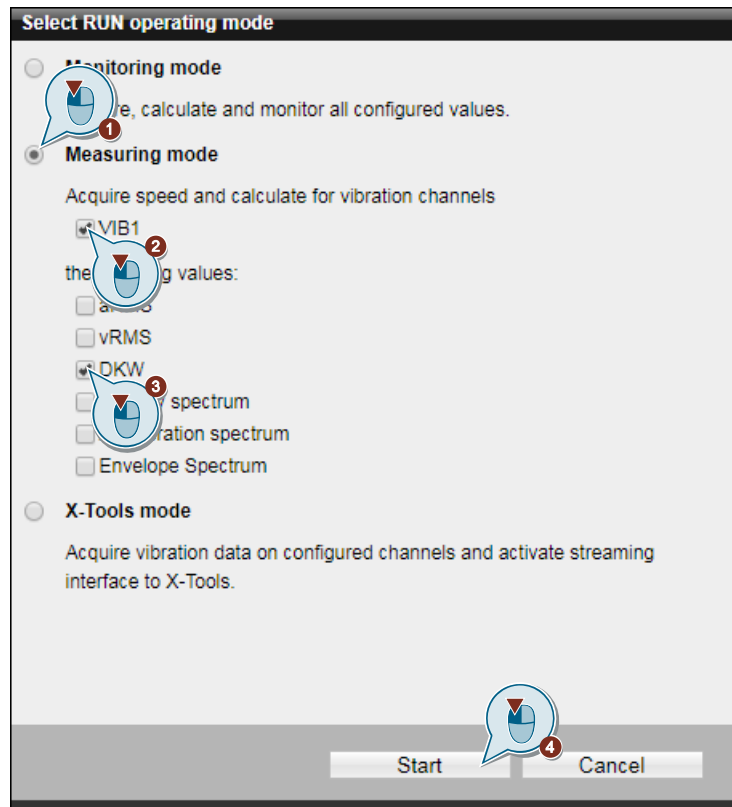 Select RUN operating mode
Monitoring mode
calculate and monitor all configured values.
1
Measuring mode
Acquire speed and calculate for vibration channels
VIB1
2
values:
vRMS
DKW
3
spectrum
spectrum
Envelope Spectrum
X-Tools mode
Acquire vibration data on configured channels and activate streaming
interface to X-Tools.
4
Start Cancel